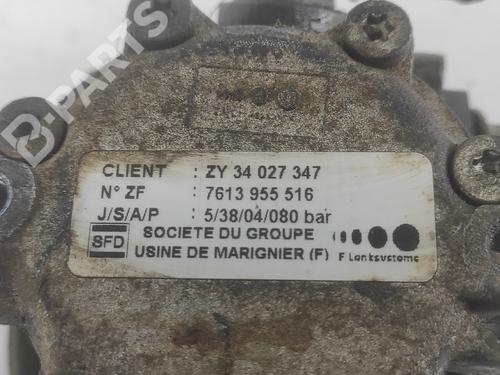 B-PARTS
CLIENT : ZY 34 027 347
N° ZF : 7613 955 516
J/S/A/P : 5/38/04/080 bar
SFD SOCIETE DU GROUPE
USINE DE MARIGNIER (F) F Lenksysteme